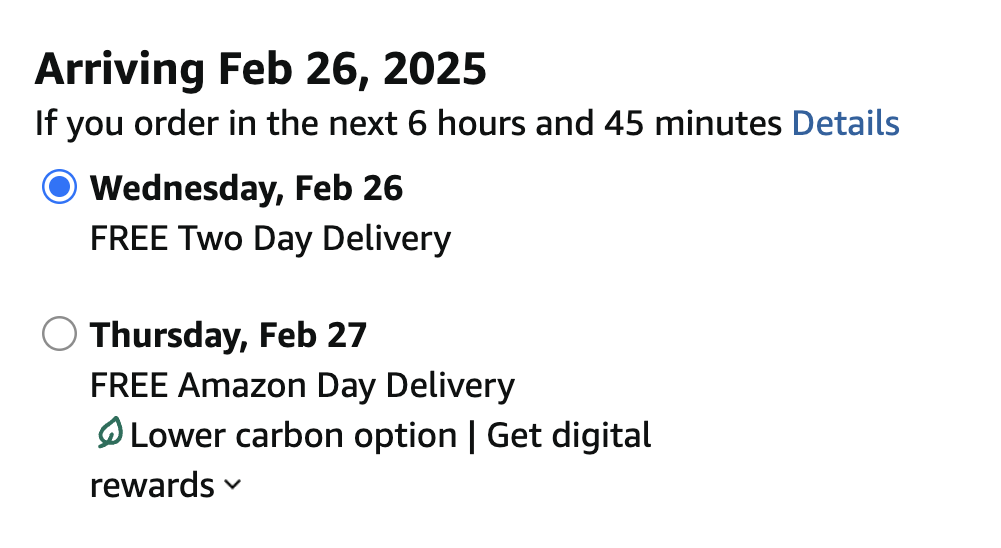 Arriving Feb 26, 2025
If you order in the next 6 hours and 45 minutes Details
Wednesday, Feb 26
FREE Two Day Delivery
Thursday, Feb 27
FREE Amazon Day Delivery
Lower carbon option | Get digital
rewards